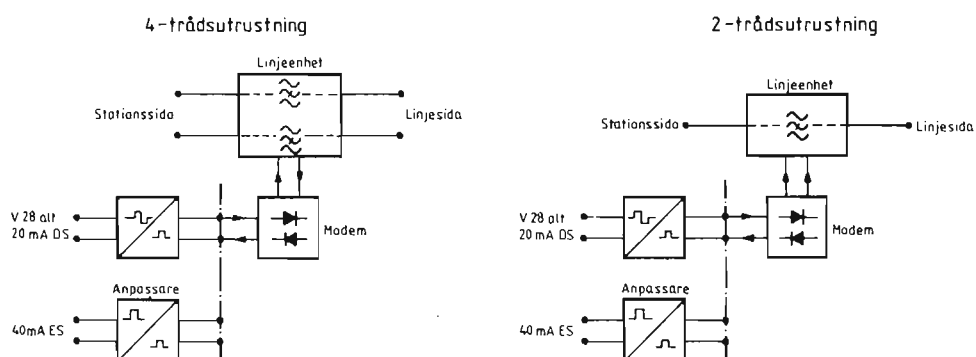 4-trådsutrustning
Linjeenhet
Stationssida
Linjesida
V 28 alt
20 mA DS
Modem
Anpassare
40mA ES
2-trådsutrustning
Linjeenhet
Stationssida
Linjesida
V 28 alt
20 mA DS
Modem
Anpassare
40mA ES